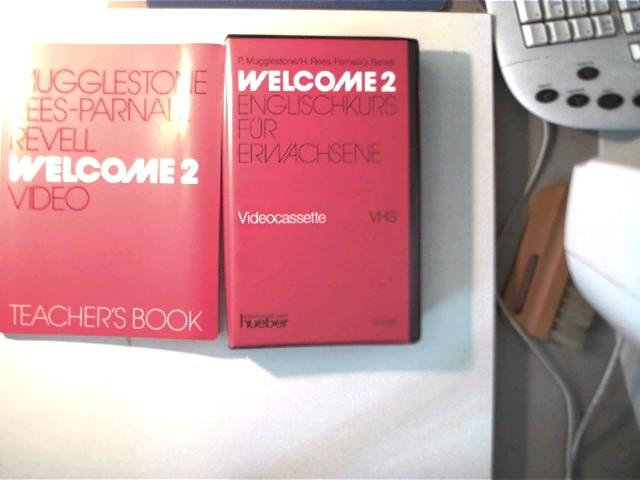 MUGGLESTONE
REES-PARNALL
REVELL
WELCOME 2
VIDEO
TEACHER'S BOOK
P. Mugglestone/H. Rees-Parnall/J. Revell
WELCOME 2
ENGLISCHKURS
FÜR
ERWACHSENE
Videocassette VHS
hueber